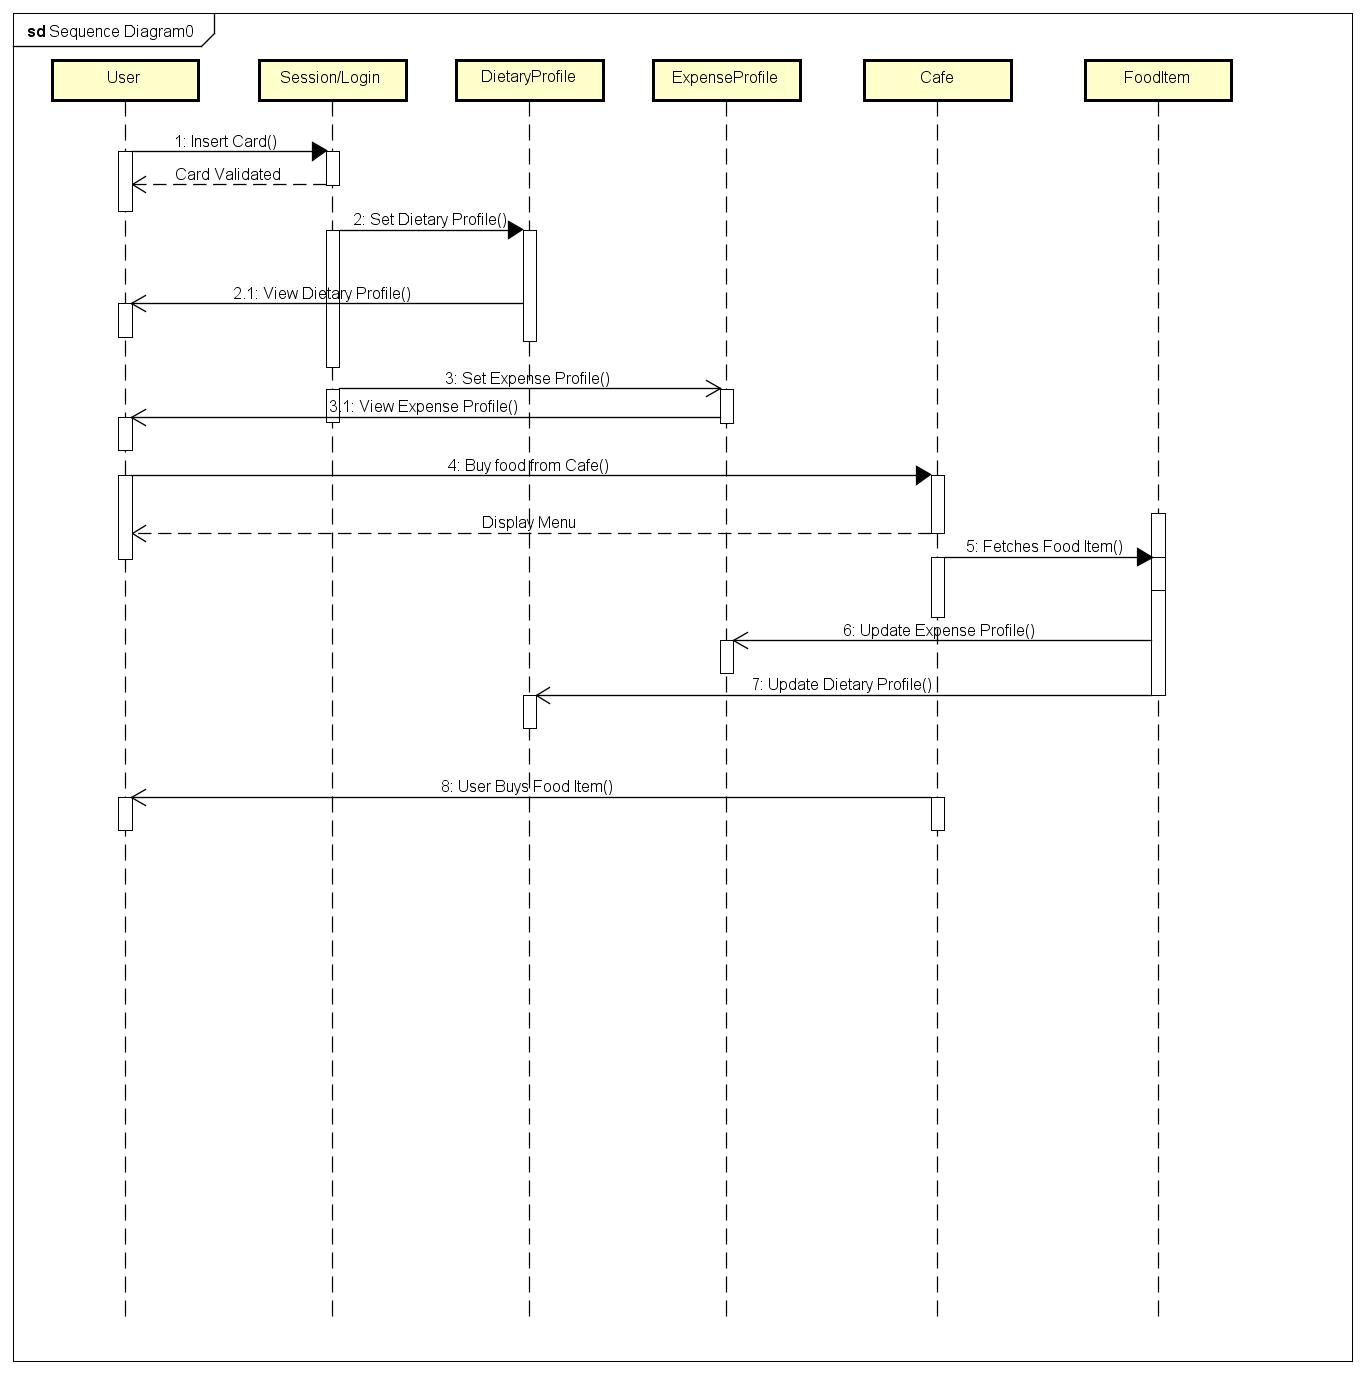 sd Sequence Diagram0
User
Session/Login
DietaryProfile
ExpenseProfile
Cafe
FoodItem
1: Insert Card()
Card Validated
2: Set Dietary Profile()
2.1: View Dietary Profile()
3: Set Expense Profile()
3.1: View Expense Profile()
4: Buy food from Cafe()
Display Menu
5: Fetches Food Item()
6: Update Expense Profile()
7: Update Dietary Profile()
8: User Buys Food Item()